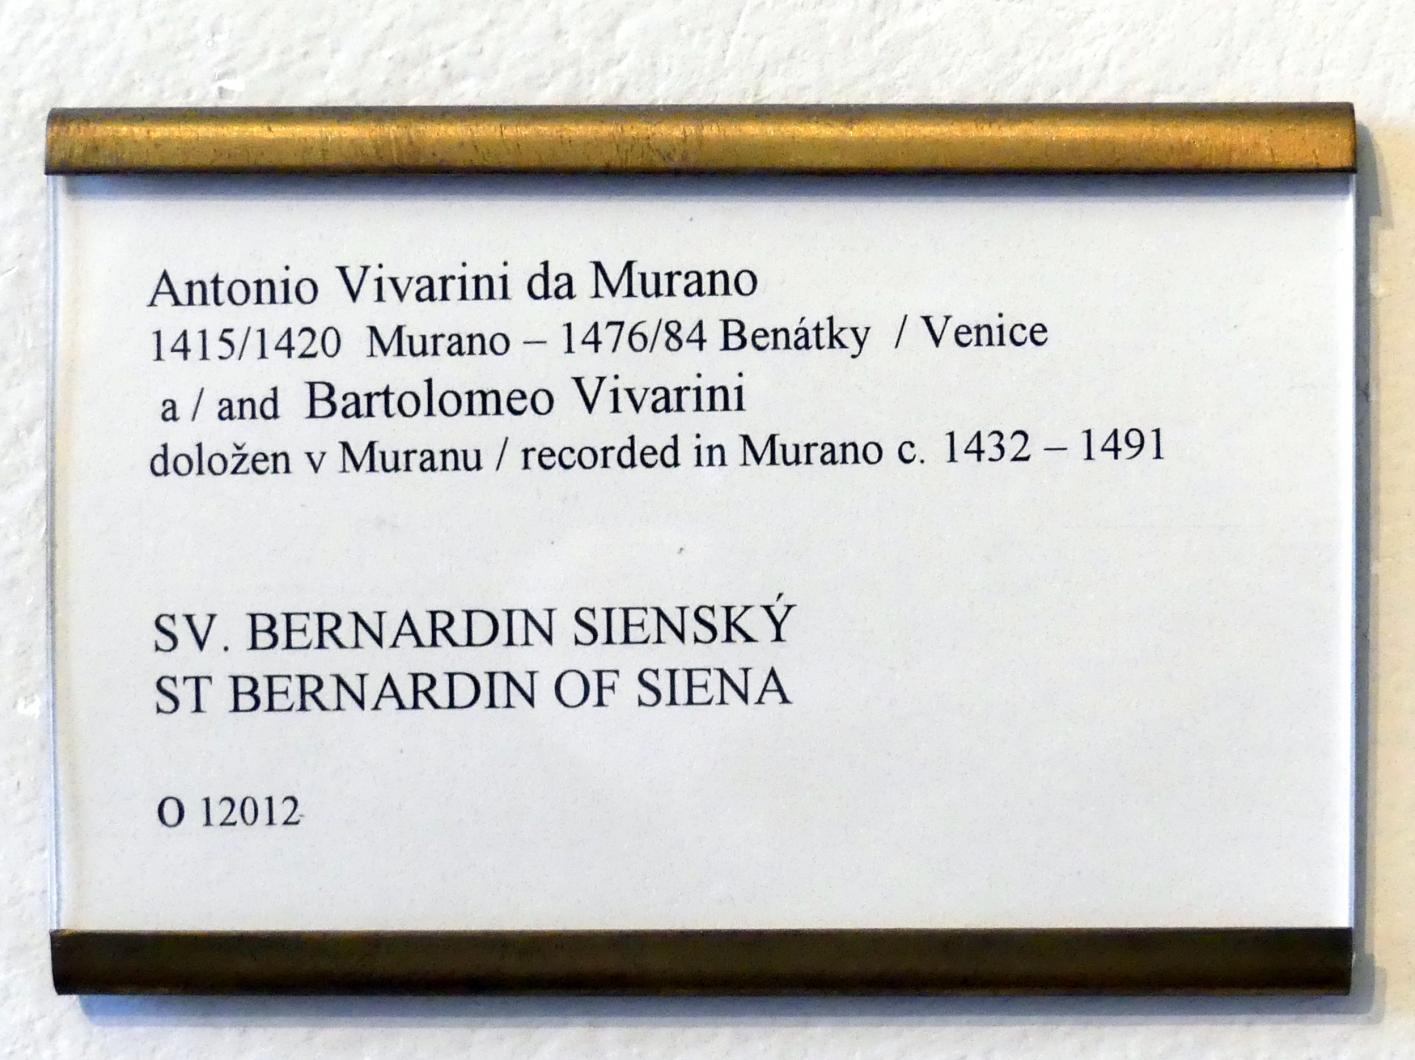 Antonio Vivarini da Murano
1415/1420 Murano – 1476/84 Benátky / Venice
a / and Bartolomeo Vivarini
doložen v Muranu / recorded in Murano c. 1432 – 1491
SV. BERNARDIN SIENSKÝ
ST BERNARDIN OF SIENA
O 12012